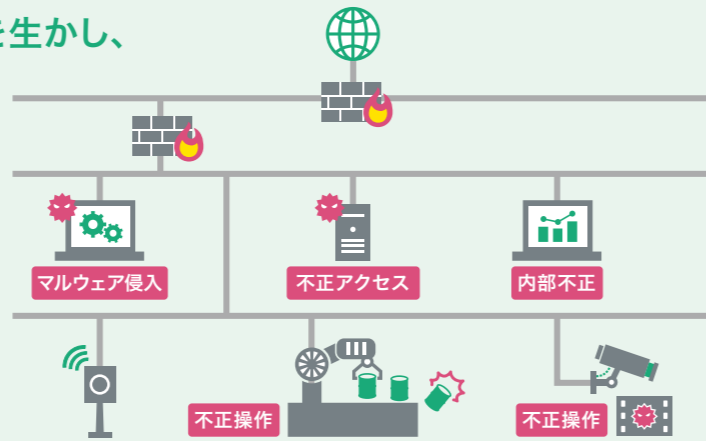 を生かし、
マルウェア侵入
不正アクセス
内部不正
不正操作
不正操作